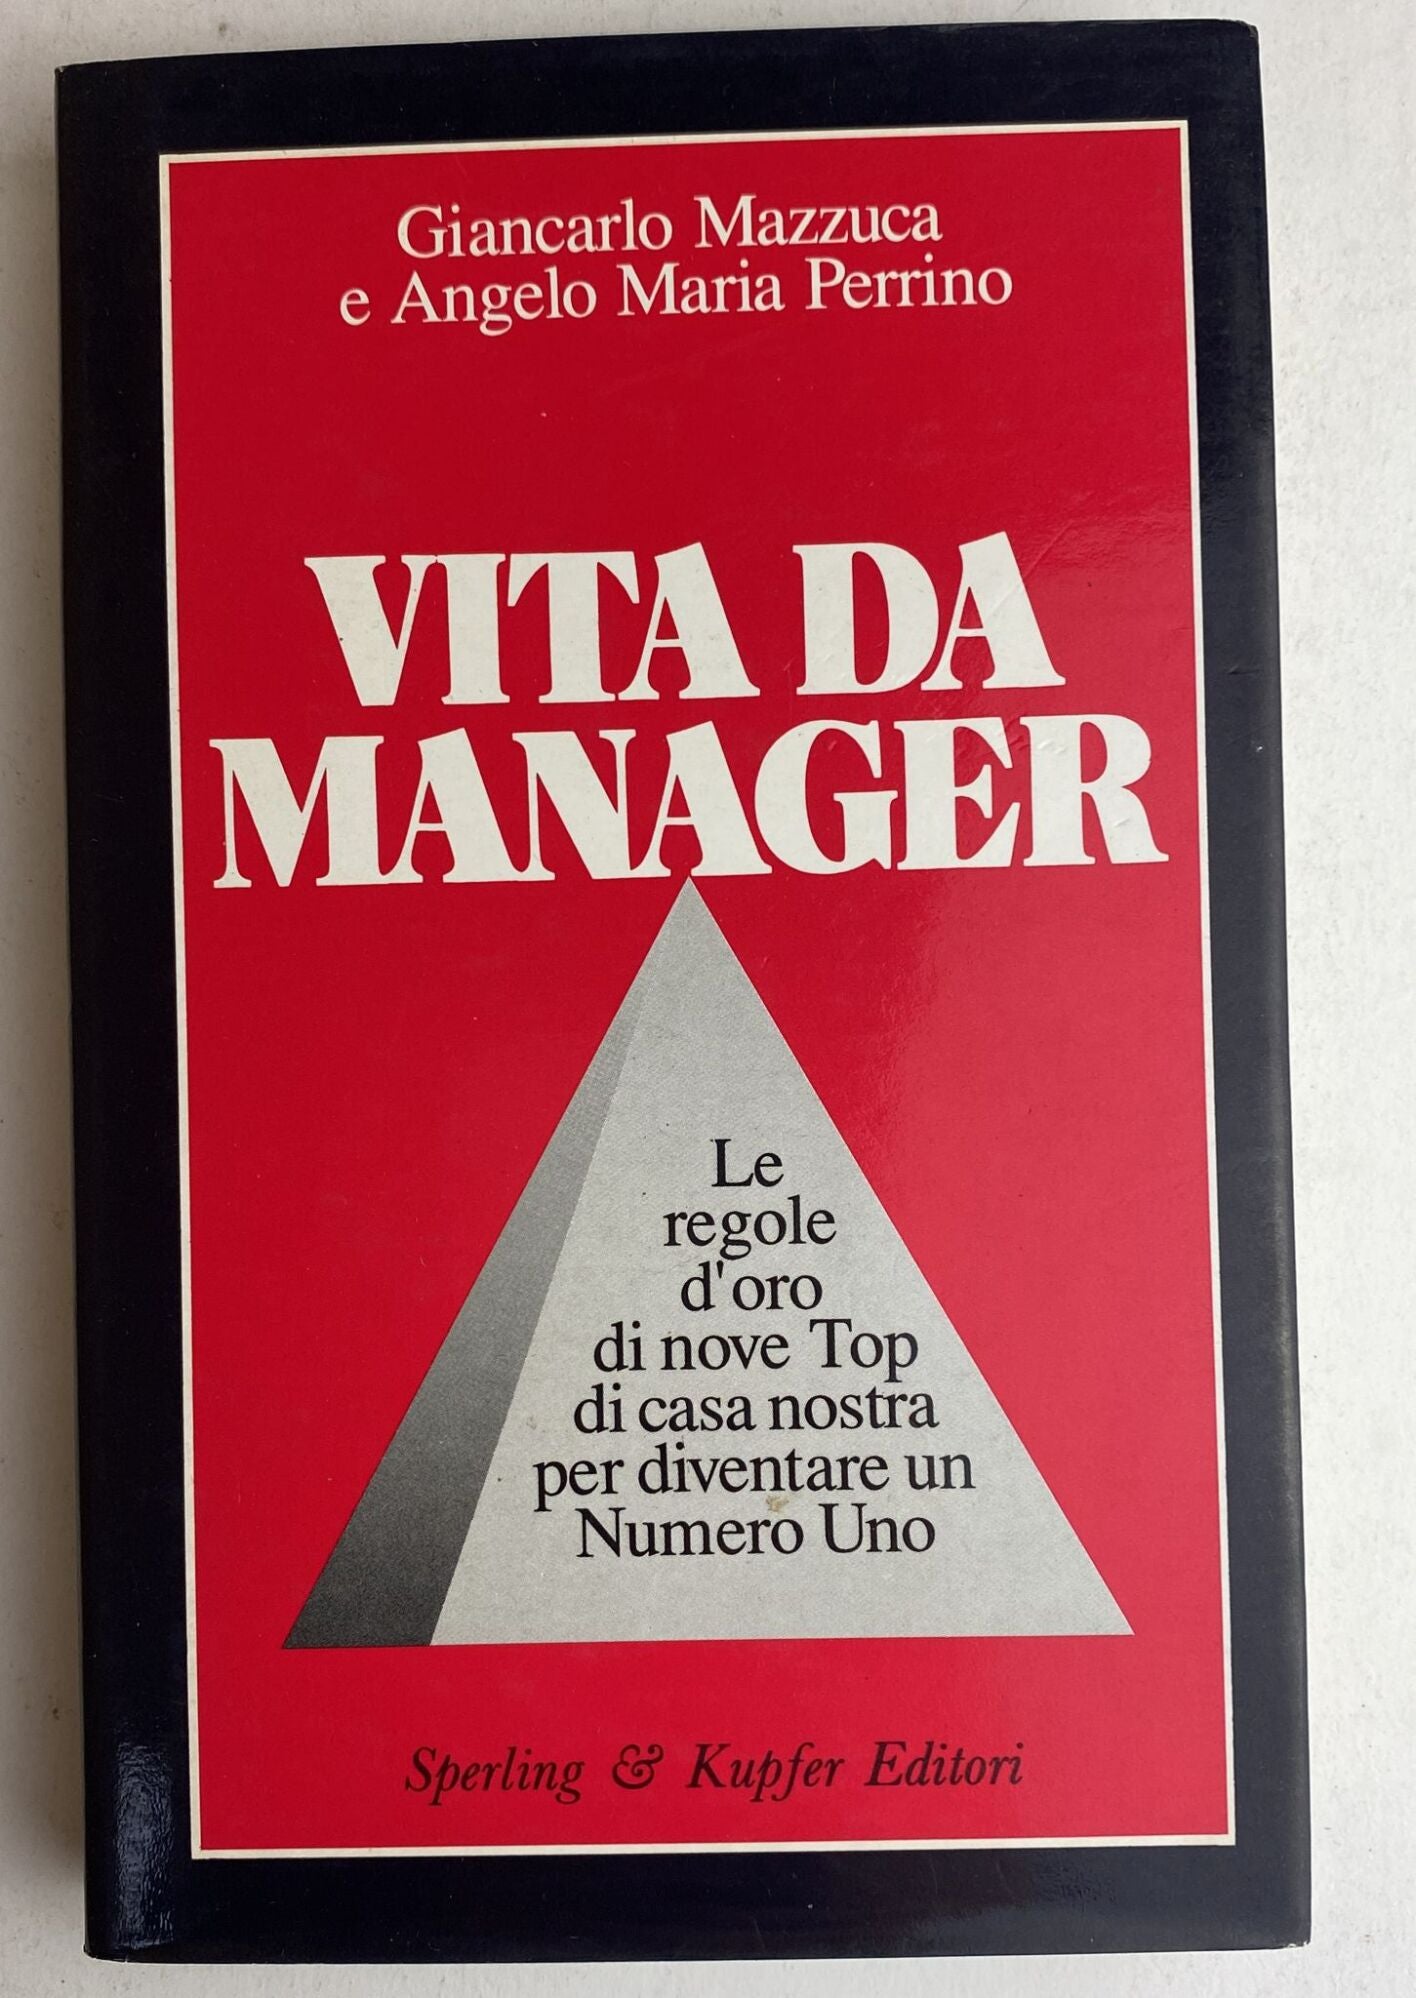 Giancarlo Mazzuca
e Angelo Maria Perrino
VITA DA
MANAGER
Le
regole
d'oro
di nove Top
di casa nostra
per diventare un
Numero Uno
Sperling & Kupfer Editori